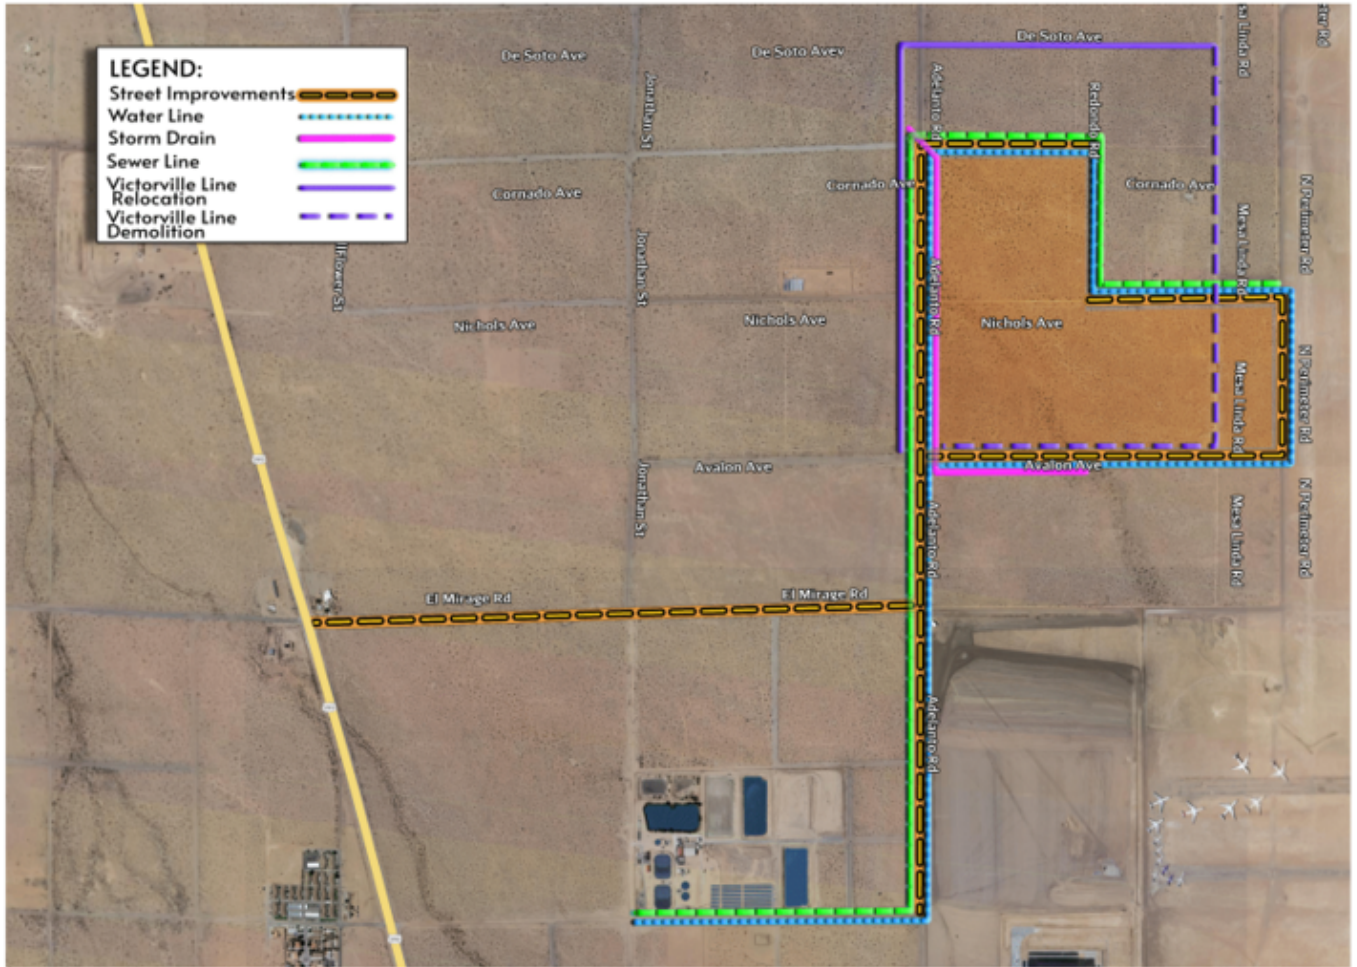 LEGEND:
Street Improvements
Water Line
Storm Drain
Sewer Line
Victorville Line
Relocation
Victorville Line
Demolition
De Soto Ave
De Soto Avev
De Soto Ave
Jonathan St
Adelanto Rd
Redondo Rd
Cornado Ave
Cornado Ave
Cornado Ave
N Perimeter Rd
Mesa Linda Rd
Jonathan St
Adelanto Rd
Nichols Ave
Nichols Ave
Nichols Ave
Mesa Linda Rd
N Perimeter Rd
Avalon Ave
Avalon Ave
Jonathan St
Adelanto Rd
Mesa Linda Rd
N Perimeter Rd
El Mirage Rd
El Mirage Rd
Adelanto Rd